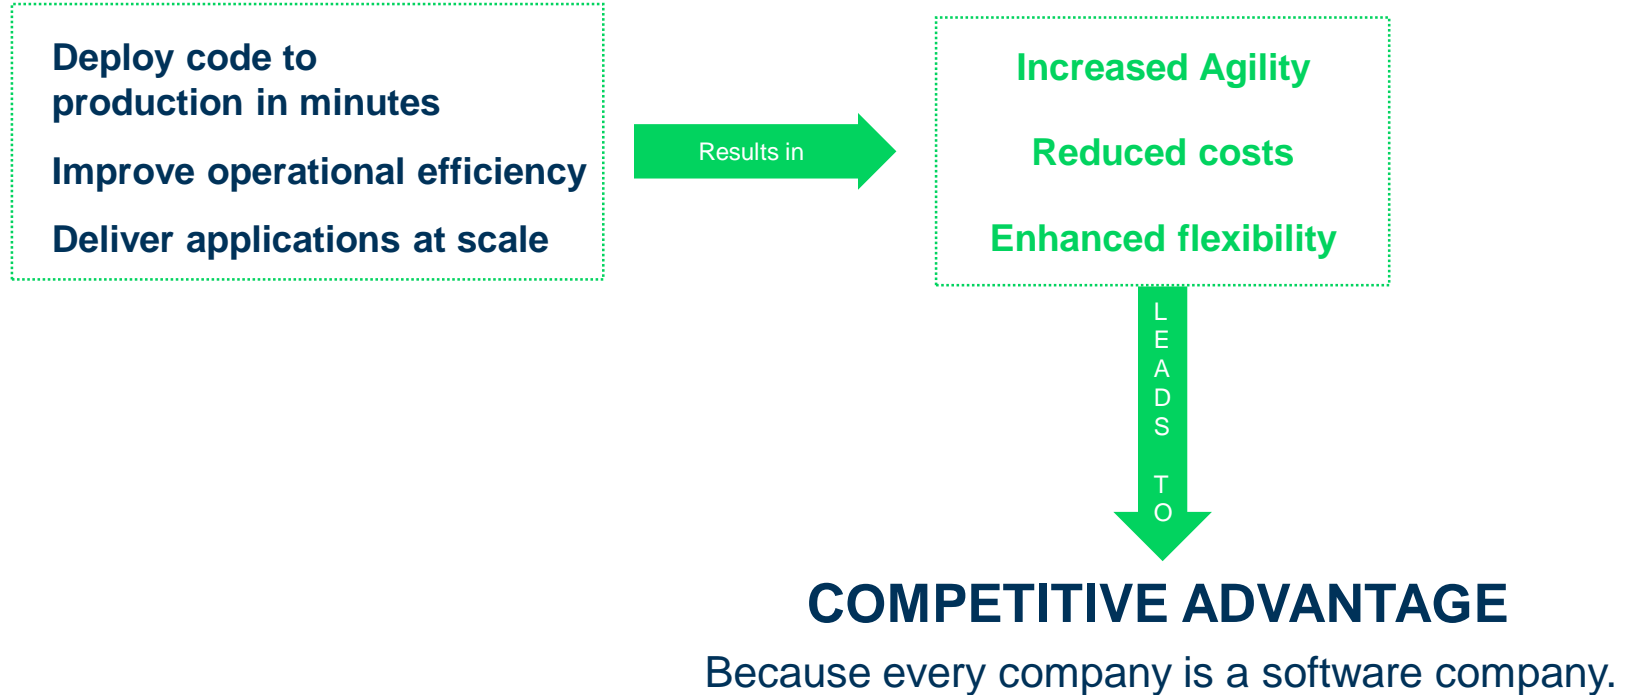 Deploy code to
production in minutes
Improve operational efficiency
Deliver applications at scale
Results in
Increased Agility
Reduced costs
Enhanced flexibility
LEADS TO
COMPETITIVE ADVANTAGE
Because every company is a software company.